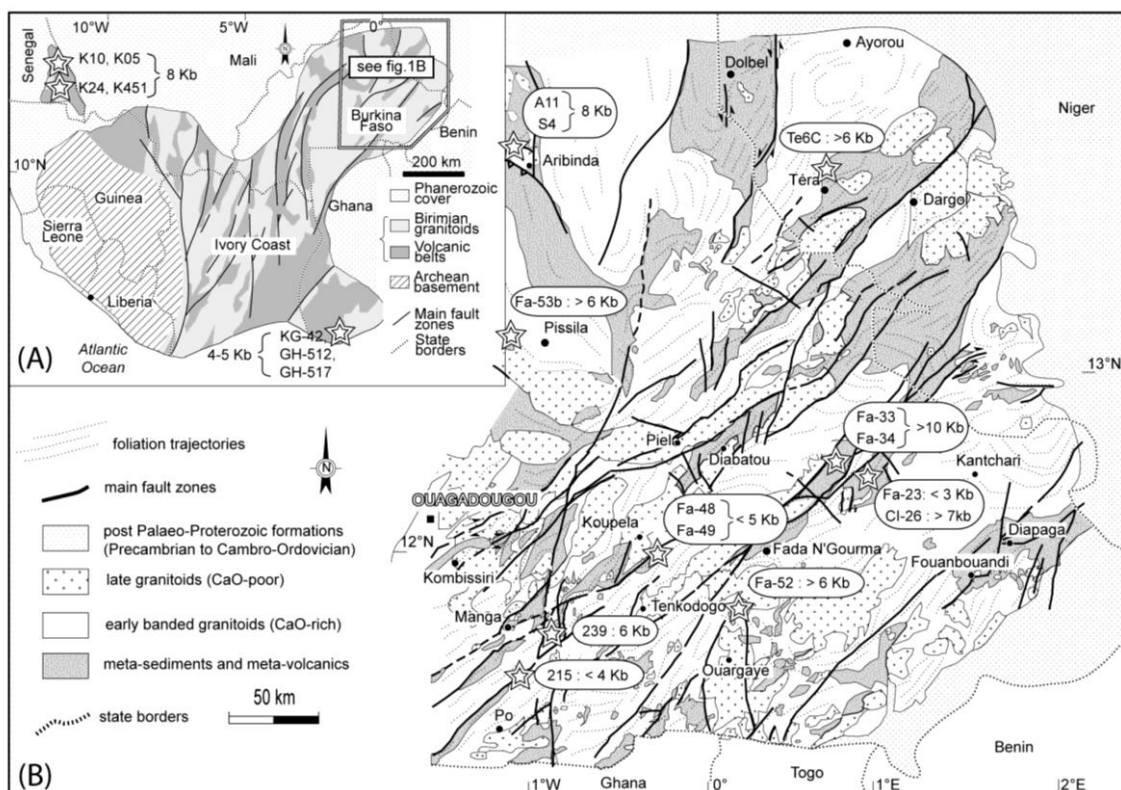 10°W
5°W
0°
(A)
Senegal
K10, K05
K24, K451
8 Kb
Mali
N
see fig.1B
Burkina
Faso
Benin
200 km
10°N
Guinea
Sierra
Leone
Liberia
Ivory Coast
Ghana
Phanerozoic
cover
Birimian
granitoids
Volcanic
belts
Archean
basement
Main fault
zones
State
borders
Atlantic
Ocean
4-5 Kb
KG-42,
GH-512,
GH-517
foliation trajectories
N
main fault zones
post Palaeo-Proterozoic formations
(Precambrian to Cambro-Ordovician)
late granitoids (CaO-poor)
early banded granitoids (CaO-rich)
meta-sediments and meta-volcanics
50 km
state borders
(B)
Ayorou
Dolbel
Niger
A11
S4
8 Kb
Aribinda
Te6C : >6 Kb
Téra
Dargol
Fa-53b : > 6 Kb
Pissila
13°N
Fa-33
Fa-34
>10 Kb
Piela
Diabatou
Kantchari
Fa-23 : < 3 Kb
CI-26 : > 7kb
OUAGADOUGOU
Koupela
Fa-48
Fa-49
< 5 Kb
Diapaga
12°N
Fada N'Gourma
Fouanbouandi
Kombissiri
Fa-52 : > 6 Kb
Manga
Tenkodogo
239 : 6 Kb
Ouargaye
215 : < 4 Kb
Po
Benin
1°W
Ghana
0°
Togo
1°E
2°E